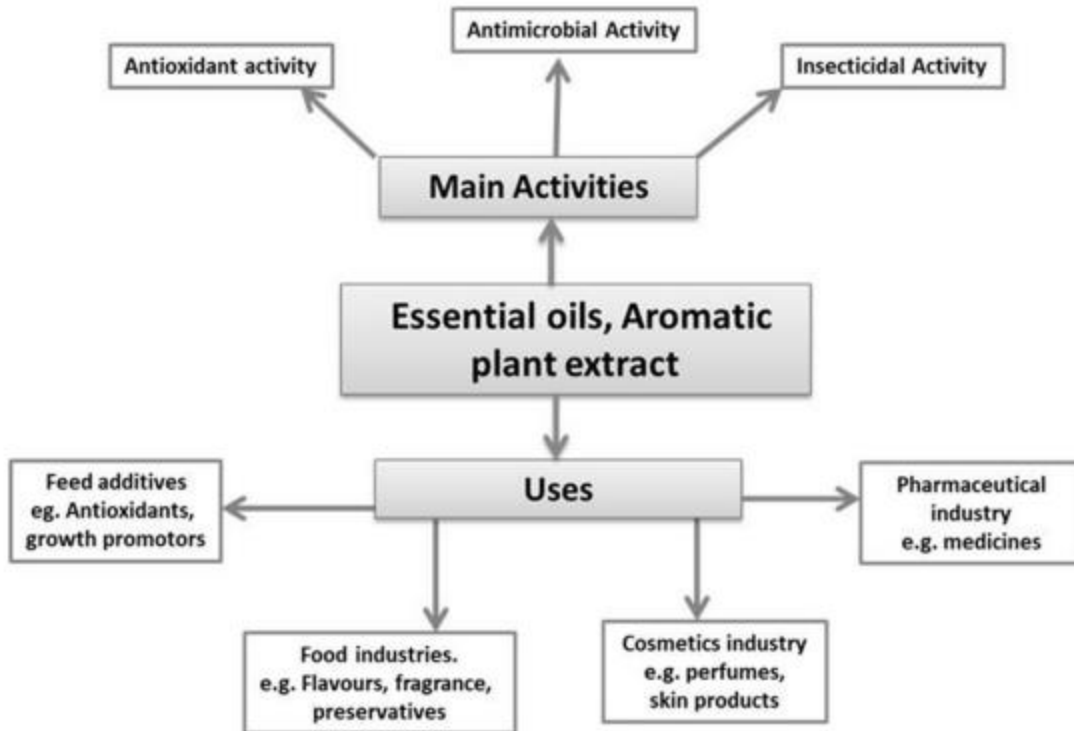 Antimicrobial Activity
Antioxidant activity
Insecticidal Activity
Main Activities
Essential oils, Aromatic
plant extract
Uses
Feed additives
eg. Antioxidants,
growth promotors
Pharmaceutical
industry
e.g. medicines
Food industries.
e.g. Flavours, fragrance,
preservatives
Cosmetics industry
e.g. perfumes,
skin products